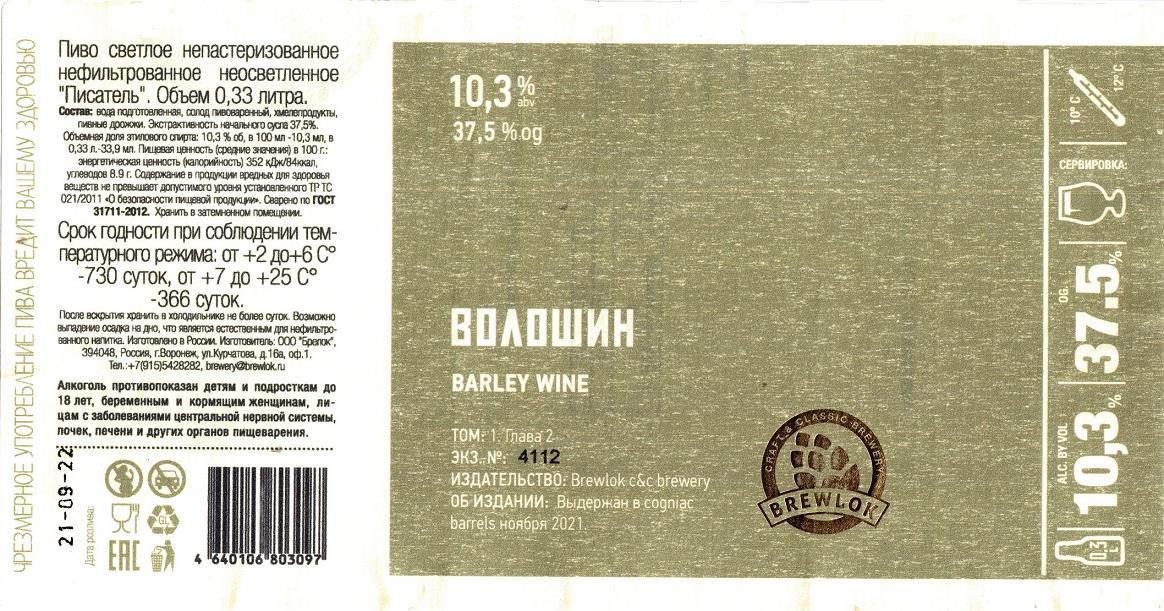 ЧРЕЗМЕРНОЕ УПОТРЕБЛЕНИЕ ПИВА ВРЕДИТ ВАШЕМУ ЗДОРОВЬЮ
Пиво светлое непастеризованное
нефильтрованное неосветленное
"Писатель". Объем 0,33 литра.
Состав: вода подготовленная, солод пивоваренный, хмелепродукты,
пивные дрожжи. Экстрактивность начального сусла 37,5%.
Объемная доля этилового спирта: 10,3 % об, в 100 мл -10,3 мл, в
0,33 л.-33,9 мл. Пищевая ценность (средние значения) в 100 г.:
энергетическая ценность (калорийность) 352 кДж/84ккал,
углеводов 8.9 г. Содержание в продукции вредных для здоровья
веществ не превышает допустимого уровня установленного ТР ТС
021/2011 «О безопасности пищевой продукции». Сварено по ГОСТ
31711-2012. Хранить в затемненном помещении.
Срок годности при соблюдении тем-
пературного режима: от +2 до+6 С°
-730 суток, от +7 до +25 С°
-366 суток.
После вскрытия хранить в холодильнике не более суток. Возможно
выпадение осадка на дно, что является естественным для нефильтро-
ванного напитка. Изготовлено в России. Изготовитель: ООО "Брелок",
394048, Россия, г.Воронеж, ул.Курчатова, д.16а, оф.1.
Тел.:+7(915)5428282, brewery@brewlok.ru
Алкоголь противопоказан детям и подросткам до
18 лет, беременным и кормящим женщинам, ли-
цам с заболеваниями центральной нервной системы,
почек, печени и других органов пищеварения.
Дата розлива:
21-09-22
GL
EAC
4 640106 803097
10,3 %
abv
37,5 % og
ВОЛОШИН
BARLEY WINE
ТОМ: 1. Глава 2
ЭКЗ. №: 4112
ИЗДАТЕЛЬСТВО: Brewlok c&c brewery
ОБ ИЗДАНИИ: Выдержан в cogniac
barrels ноября 2021.
CRAFT & CLASSIC BREWERY
BREWLOK
10° C 12° C
СЕРВИРОВКА:
OG.
37.5 %
ALC. BY VOL
10,3 %
0.3 L